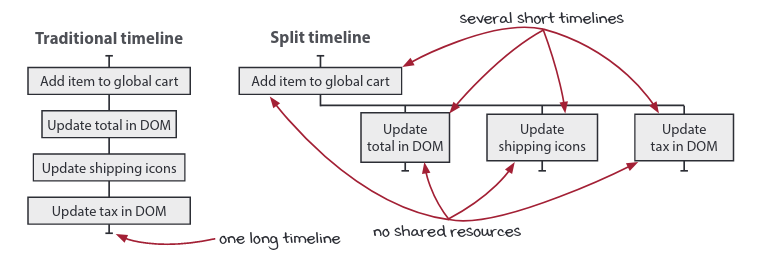 several short timelines
Traditional timeline
Split timeline
Add item to global cart
Add item to global cart
Update total in DOM
Update
total in DOM
Update
shipping icons
Update
tax in DOM
Update shipping icons
Update tax in DOM
one long timeline
no shared resources